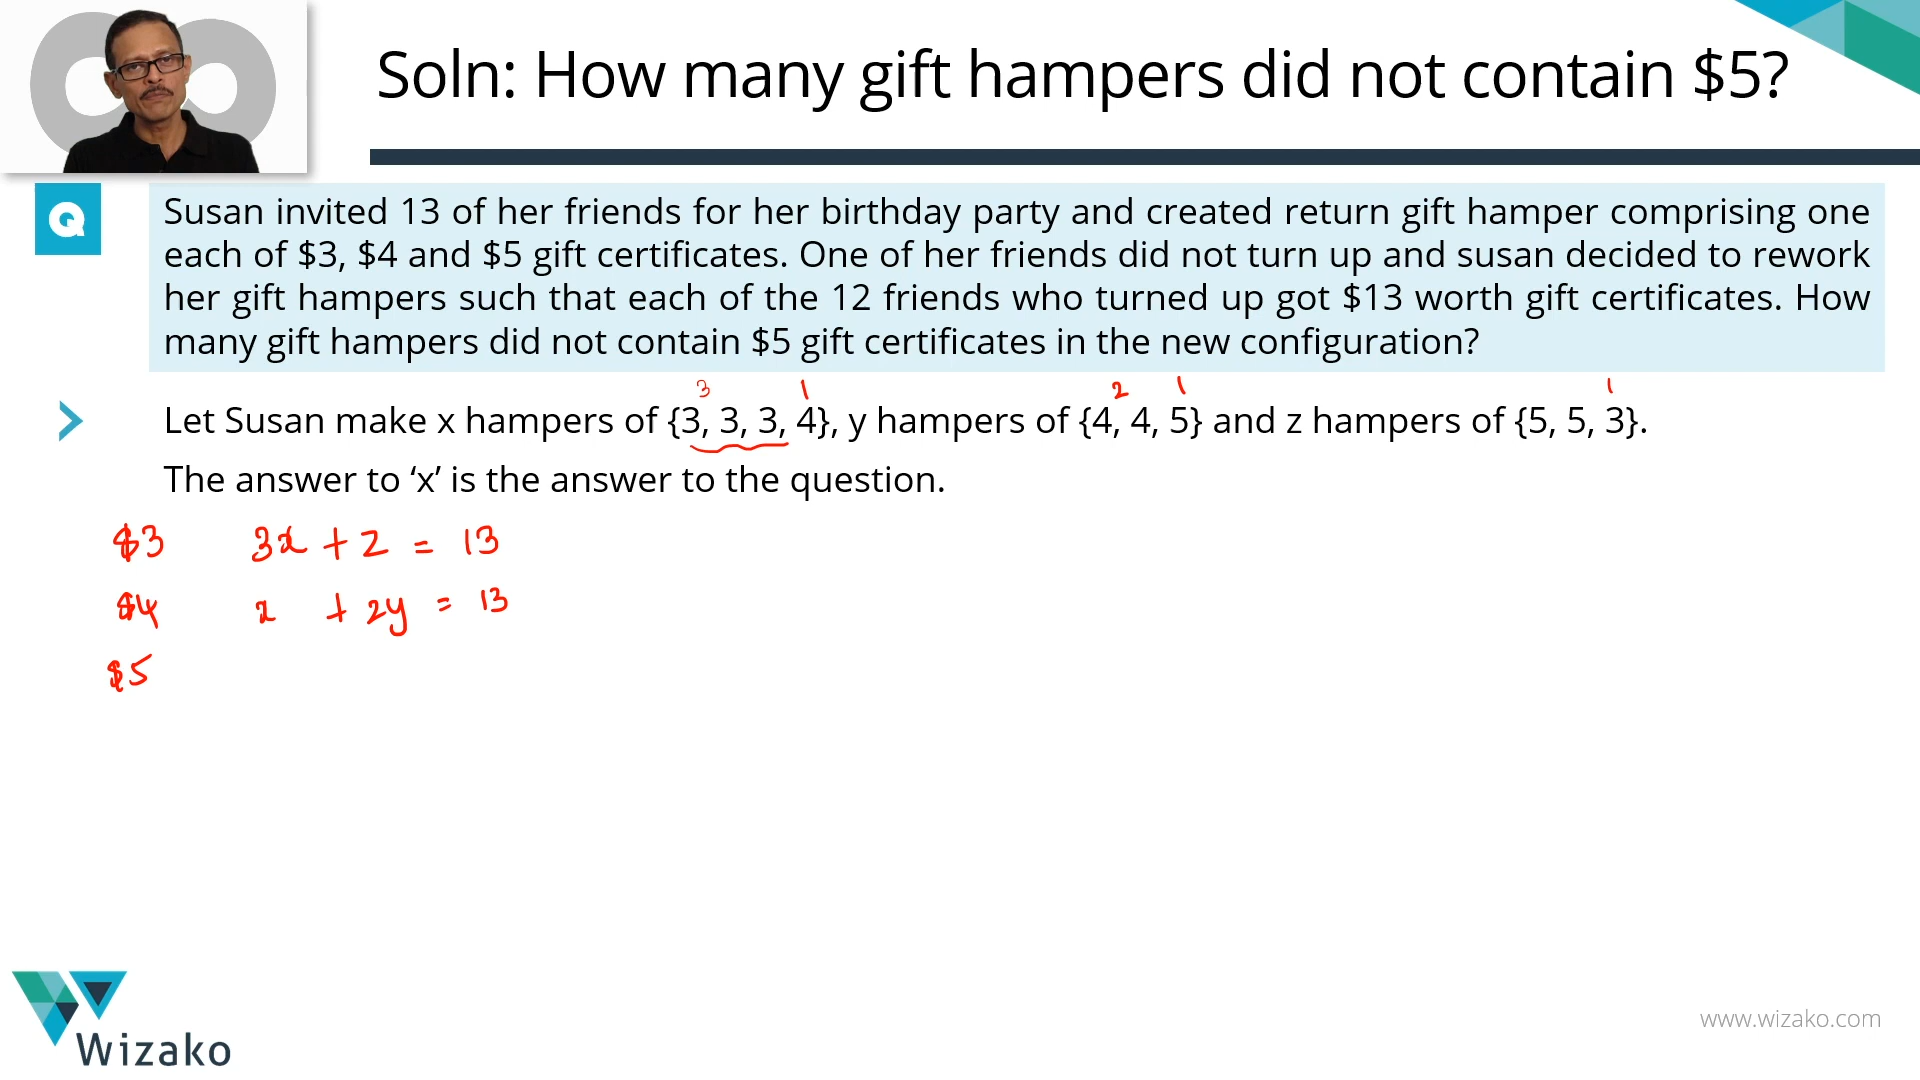 Soln: How many gift hampers did not contain $5?
Q
Susan invited 13 of her friends for her birthday party and created return gift hamper comprising one
each of $3, $4 and $5 gift certificates. One of her friends did not turn up and susan decided to rework
her gift hampers such that each of the 12 friends who turned up got $13 worth gift certificates. How
many gift hampers did not contain $5 gift certificates in the new configuration?
3 1 2 1 1
Let Susan make x hampers of {3, 3, 3, 4}, y hampers of {4, 4, 5} and z hampers of {5, 5, 3}.
The answer to ‘x’ is the answer to the question.
$3 3x + z = 13
$4 x + 2y = 13
$5
Wizako
www.wizako.com